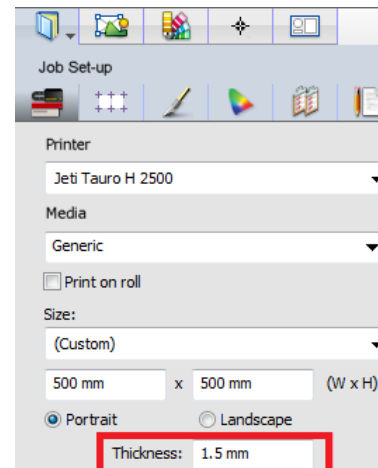 Job Set-up
Printer
Jeti Tauro H 2500
Media
Generic
Print on roll
Size:
(Custom)
500 mm x 500 mm (W x H)
Portrait Landscape
Thickness: 1.5 mm